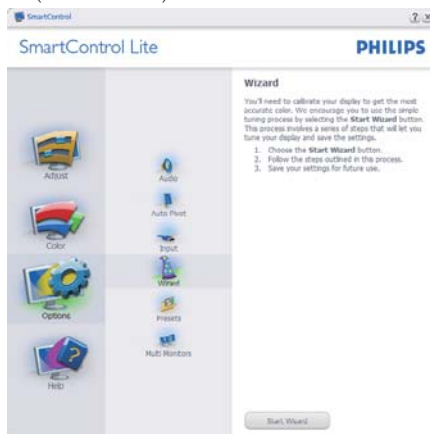 SmartControl
SmartControl Lite
PHILIPS
Adjust
Color
Options
Help
Audio
Auto Pivot
Input
Wizard
Presets
Multi Monitors
Wizard
You'll need to calibrate your display to get the most
accurate color. We encourage you to use the simple
tuning process by selecting the Start Wizard button.
This process involves a series of steps that will let you
tune your display and save the settings.
1. Choose the Start Wizard button.
2. Follow the steps outlined in this process.
3. Save your settings for future use.
Start Wizard